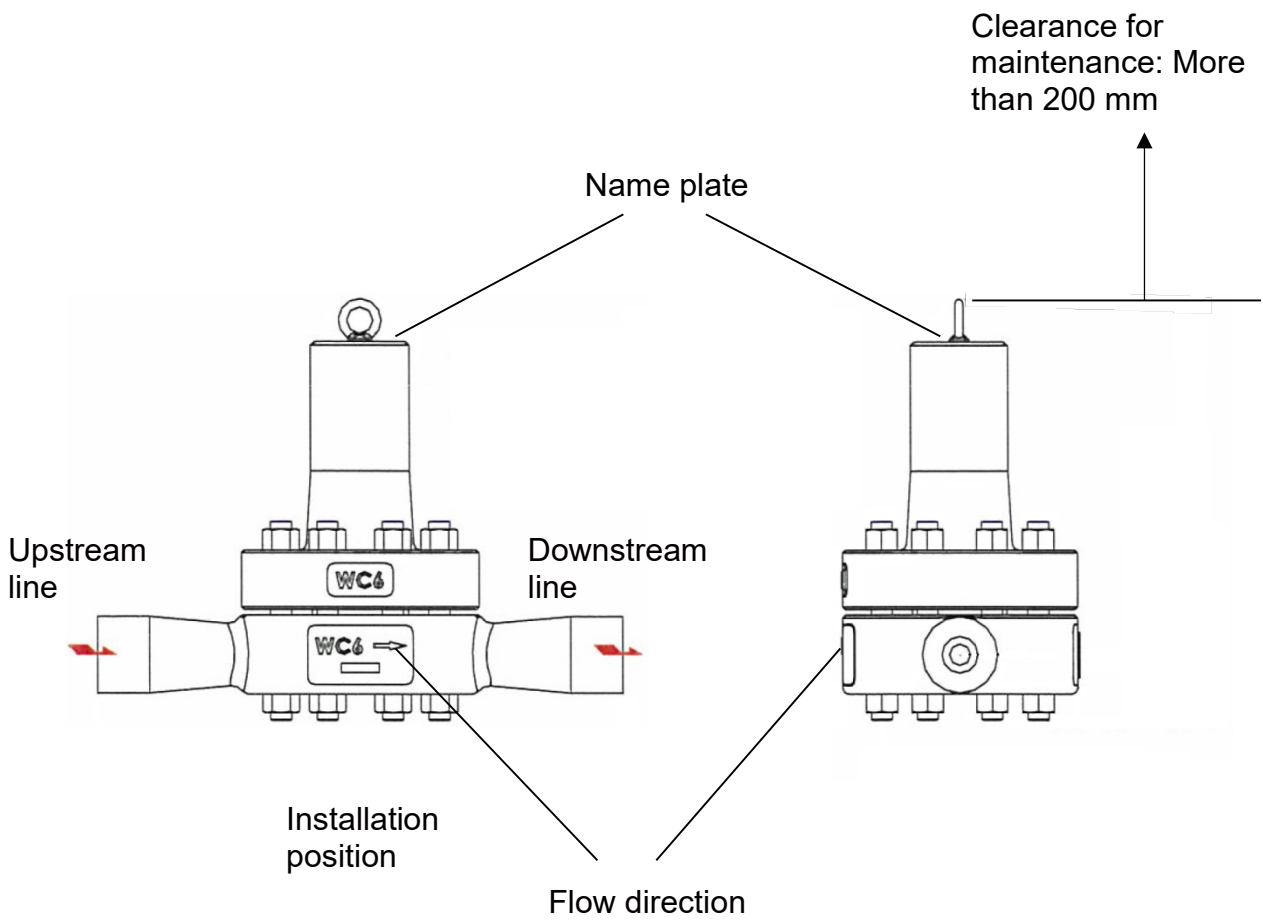 Clearance for
maintenance: More
than 200 mm
Name plate
Upstream
line
Downstream
line
WC6
WC6
Installation
position
Flow direction